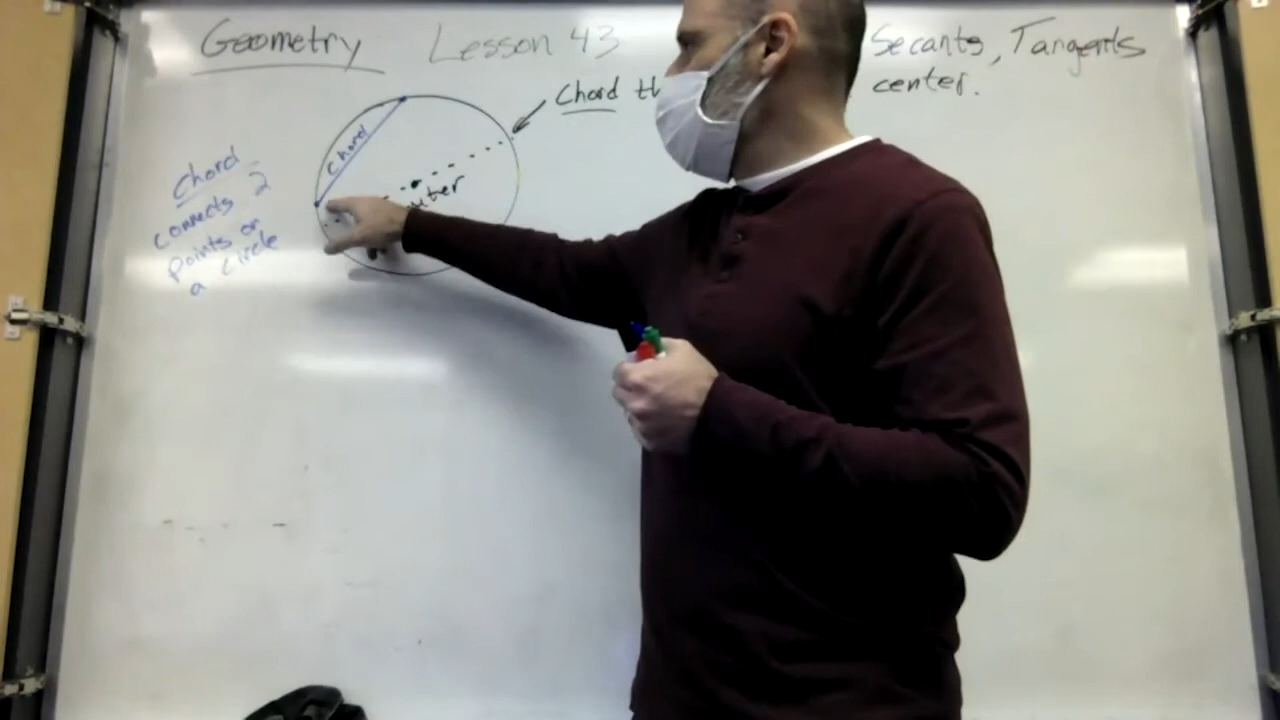 Geometry Lesson 43 Secants, Tangents
Chord th center.
chord
chord
connects 2
points on
a circle